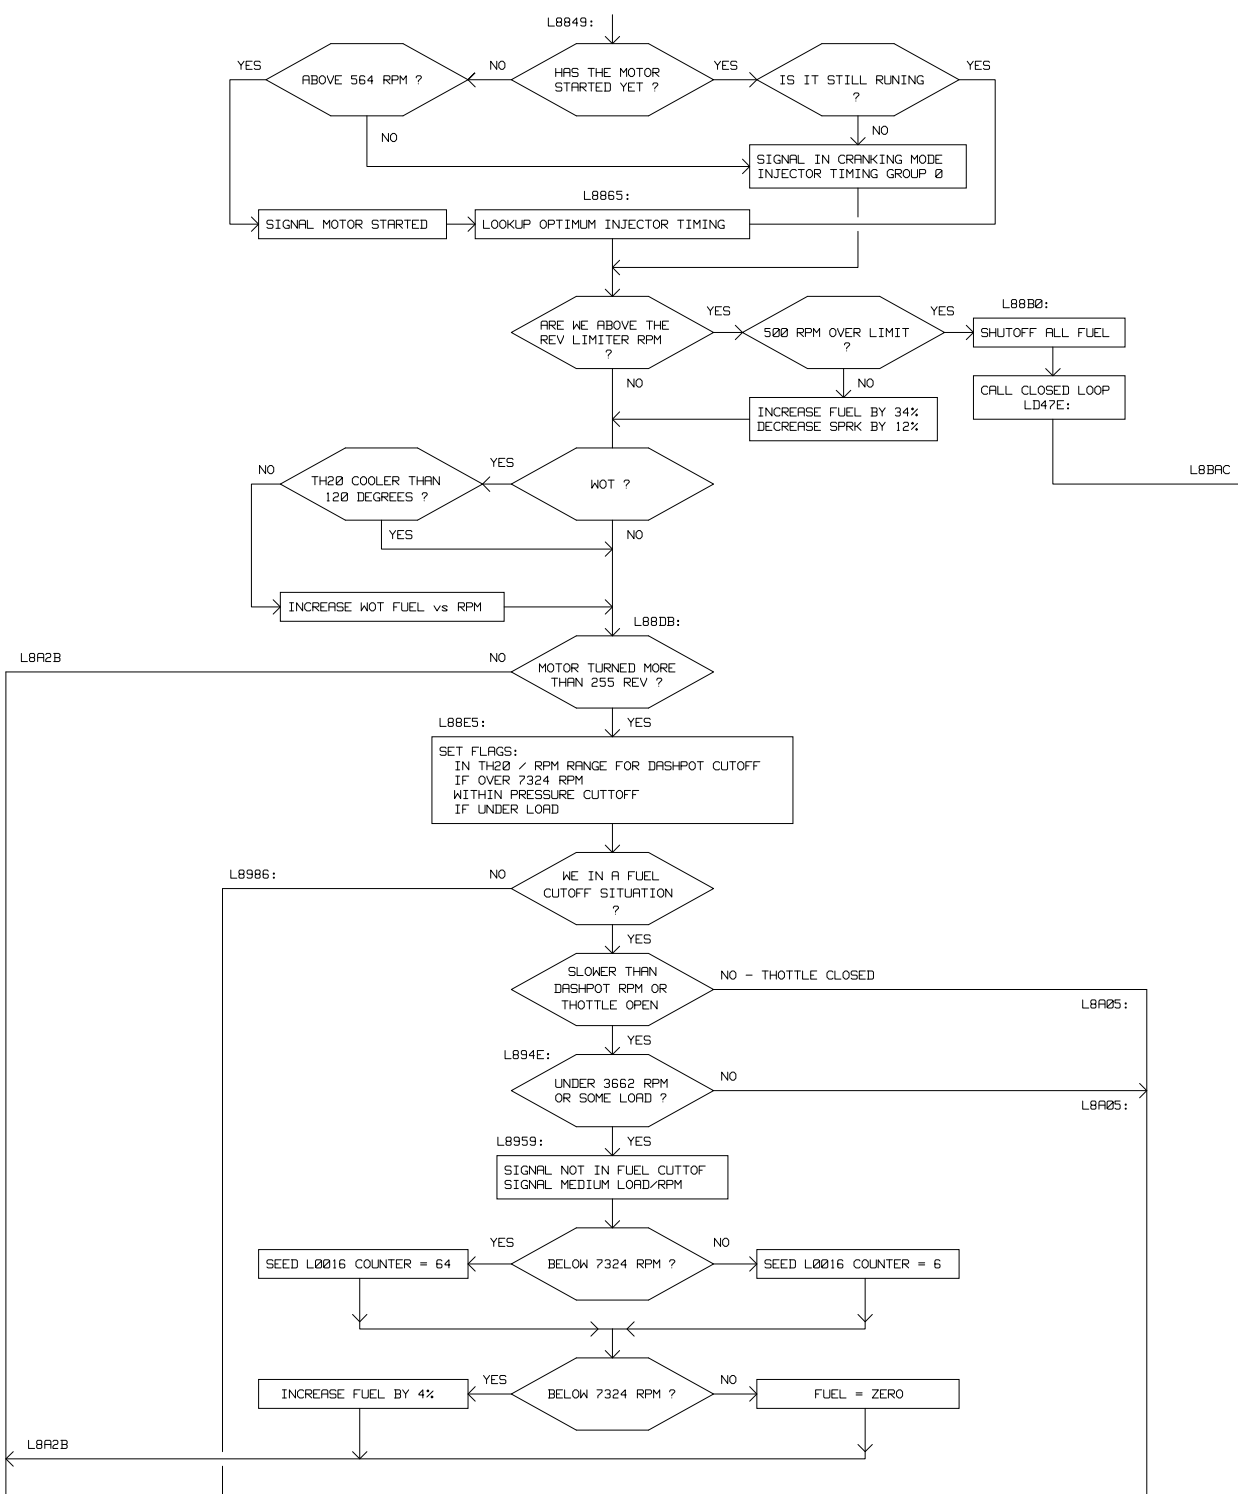 L8849:
YES
ABOVE 564 RPM ?
NO
HAS THE MOTOR
STARTED YET ?
YES
IS IT STILL RUNING
?
YES
NO
NO
SIGNAL IN CRANKING MODE
INJECTOR TIMING GROUP 0
L8865:
SIGNAL MOTOR STARTED
LOOKUP OPTIMUM INJECTOR TIMING
ARE WE ABOVE THE
REV LIMITER RPM
?
YES
500 RPM OVER LIMIT
?
YES
L88B0:
SHUTOFF ALL FUEL
NO
NO
CALL CLOSED LOOP
LD47E:
INCREASE FUEL BY 34%
DECREASE SPRK BY 12%
NO
TH20 COOLER THAN
120 DEGREES ?
YES
WOT ?
L8BAC
YES
NO
INCREASE WOT FUEL vs RPM
L88DB:
L8A2B
NO
MOTOR TURNED MORE
THAN 255 REV ?
L88E5:
YES
SET FLAGS:
IN TH20 / RPM RANGE FOR DASHPOT CUTOFF
IF OVER 7324 RPM
WITHIN PRESSURE CUTTOFF
IF UNDER LOAD
L8986:
NO
WE IN A FUEL
CUTOFF SITUATION
?
YES
SLOWER THAN
DASHPOT RPM OR
THOTTLE OPEN
NO - THOTTLE CLOSED
L8A05:
YES
L894E:
UNDER 3662 RPM
OR SOME LOAD ?
NO
L8A05:
L8959:
YES
SIGNAL NOT IN FUEL CUTTOF
SIGNAL MEDIUM LOAD/RPM
YES
NO
SEED L0016 COUNTER = 64
BELOW 7324 RPM ?
SEED L0016 COUNTER = 6
YES
NO
INCREASE FUEL BY 4%
BELOW 7324 RPM ?
FUEL = ZERO
L8A2B